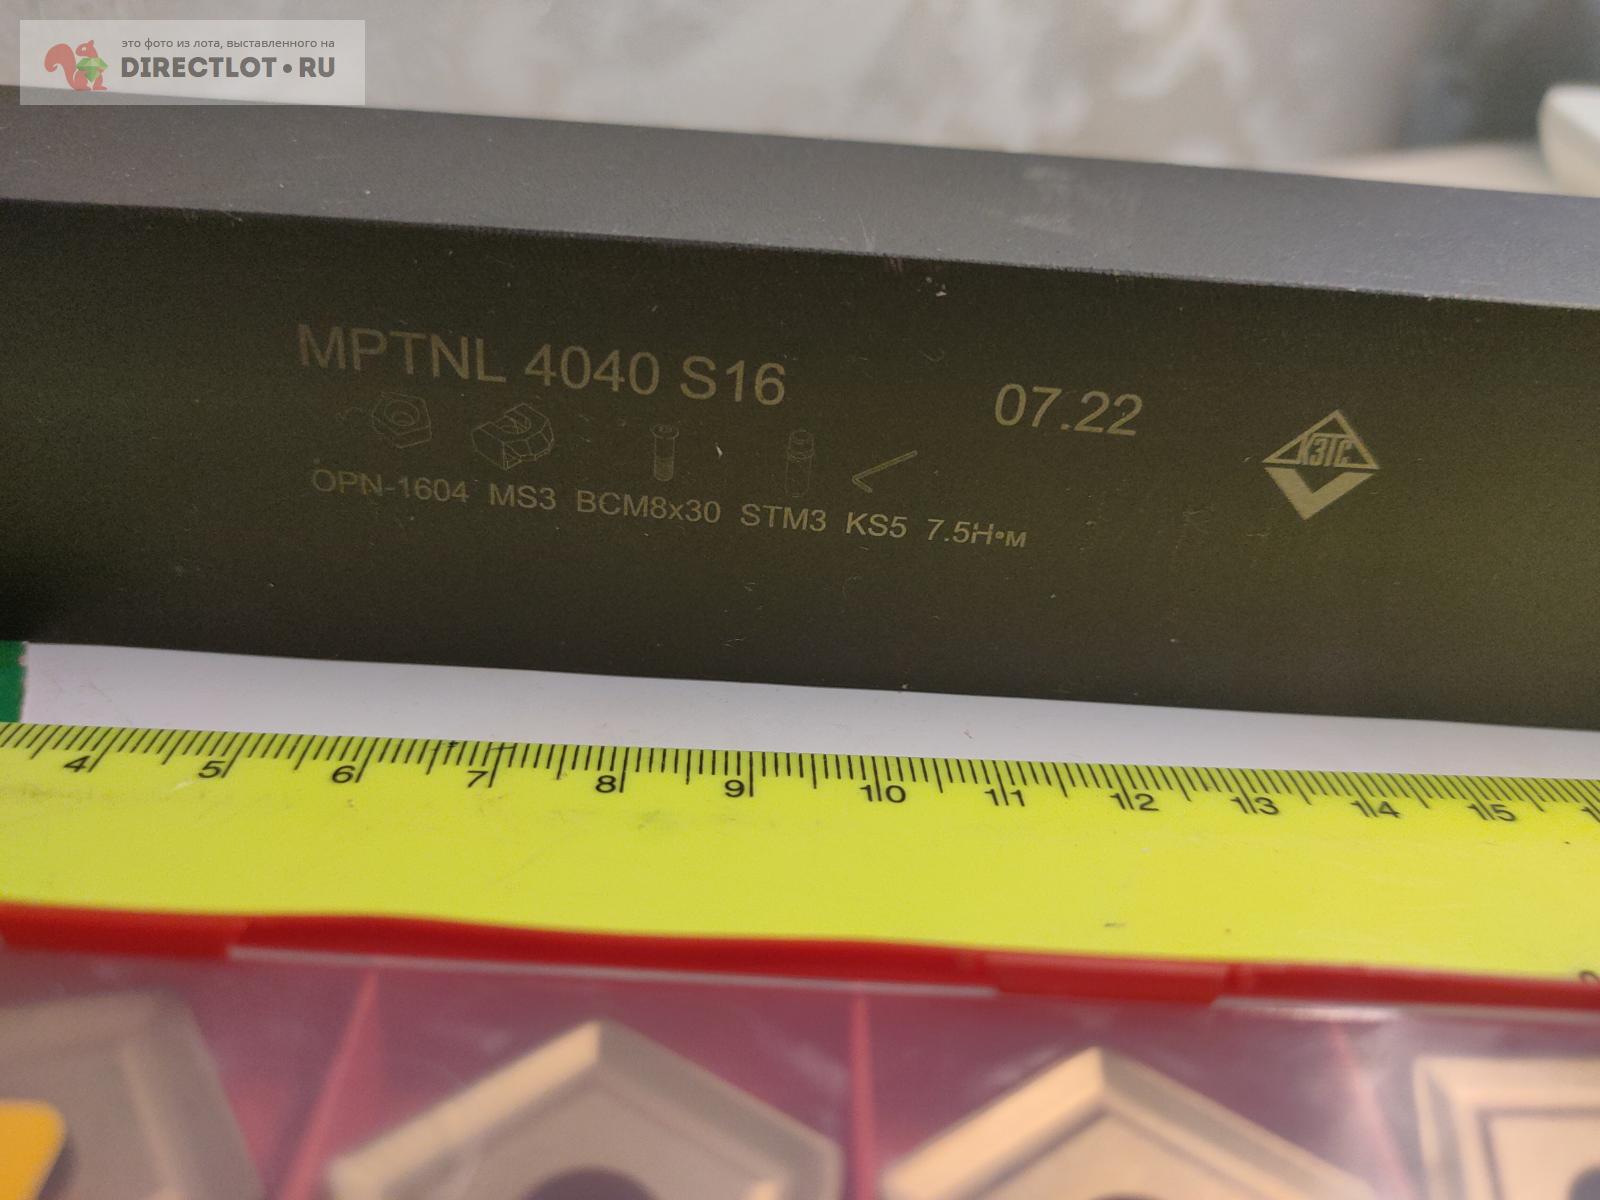 это фото из лота, выставленного на
DIRECTLOT•RU
MPTNL 4040 S16
07.22
КЗТС
OPN-1604 MS3 BCM8x30 STM3 KS5 7.5Н•м
4 5 6 7 8 9 10 11 12 13 14 15